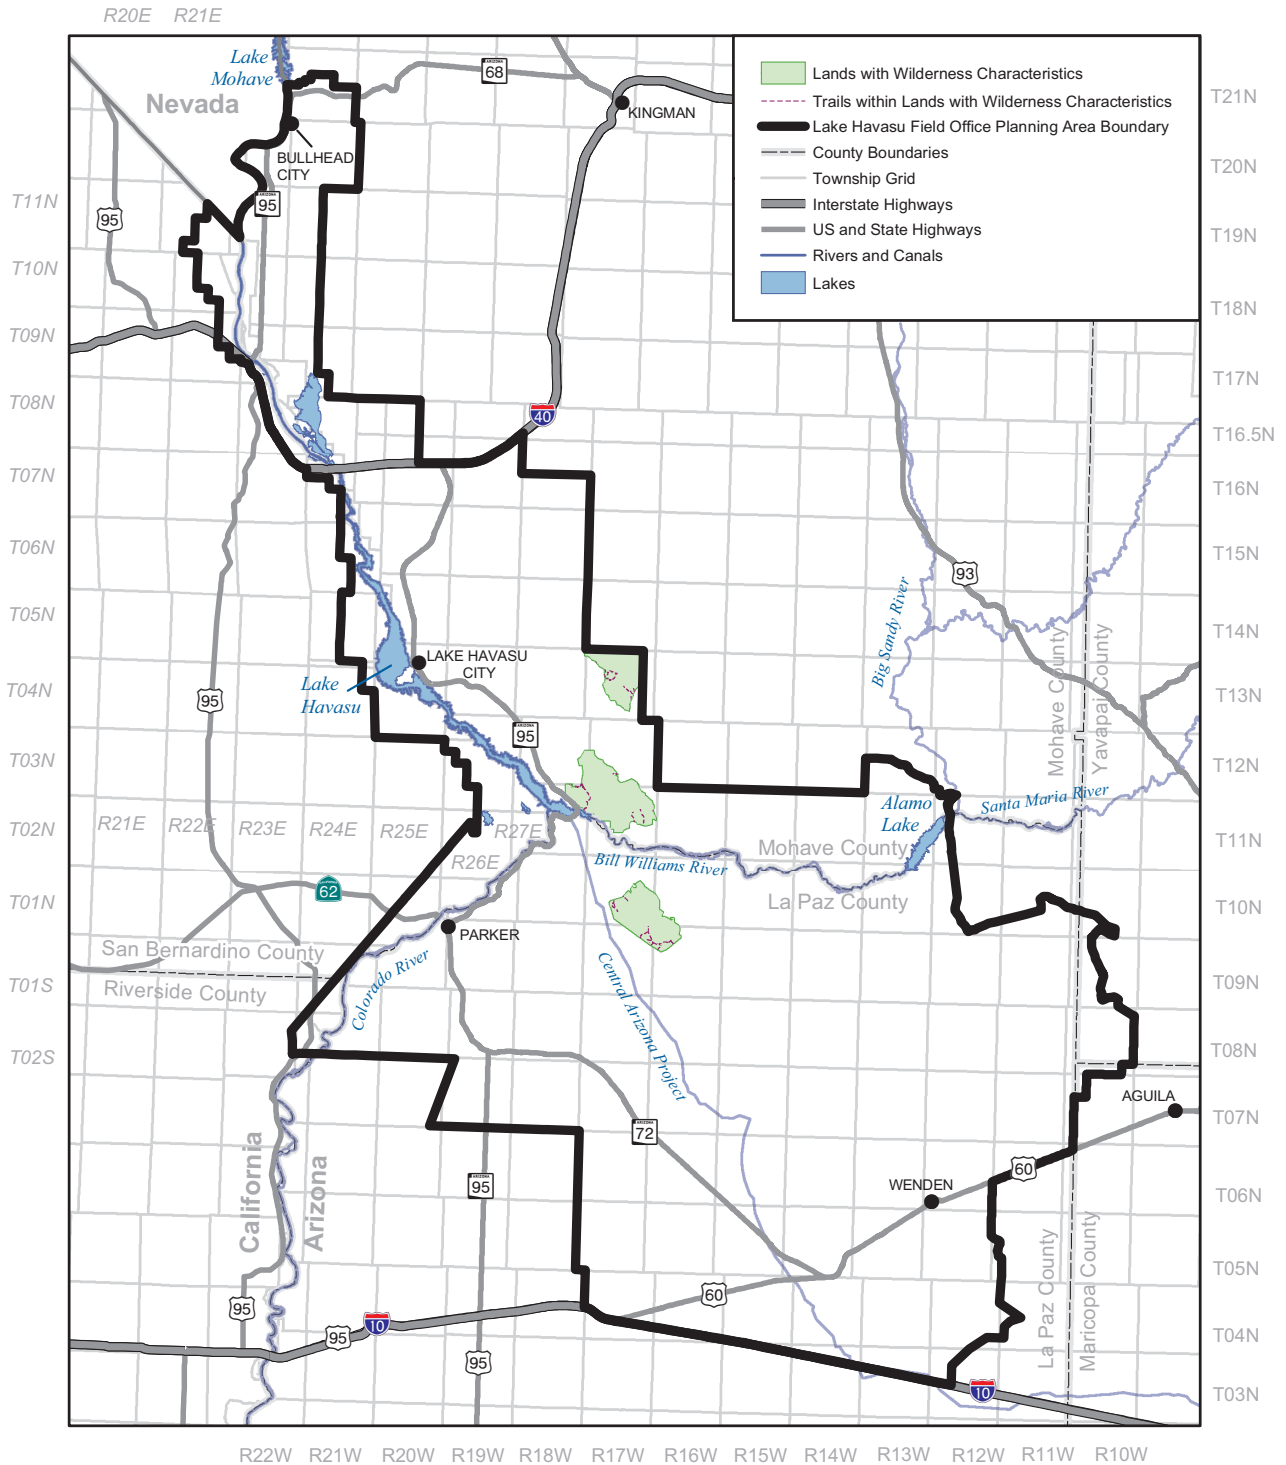 R20E R21E
Lake
Mohave
Nevada
ARIZONA
68
KINGMAN
BULLHEAD
CITY
ARIZONA
95
95
Lands with Wilderness Characteristics
Trails within Lands with Wilderness Characteristics
Lake Havasu Field Office Planning Area Boundary
County Boundaries
Township Grid
Interstate Highways
US and State Highways
Rivers and Canals
Lakes
T21N
T20N
T19N
T18N
T17N
T16.5N
T16N
T15N
T14N
T13N
T12N
T11N
T10N
T09N
T08N
T07N
T06N
T05N
T04N
T03N
T11N
T10N
T09N
T08N
T07N
T06N
T05N
T04N
T03N
T02N
T01N
T01S
T02S
40
93
Big Sandy River
Mohave County
Yavapai County
LAKE HAVASU
CITY
Lake
Havasu
95
ARIZONA
95
Alamo
Lake
Santa Maria River
R21E R22E R23E R24E R25E R27E
R26E
Mohave County
Bill Williams River
La Paz County
62
PARKER
San Bernardino County
Riverside County
Colorado River
Central Arizona Project
AGUILA
ARIZONA
72
60
WENDEN
ARIZONA
95
California
Arizona
La Paz County
Maricopa County
60
95
10
95
95
10
R22W R21W R20W R19W R18W R17W R16W R15W R14W R13W R12W R11W R10W